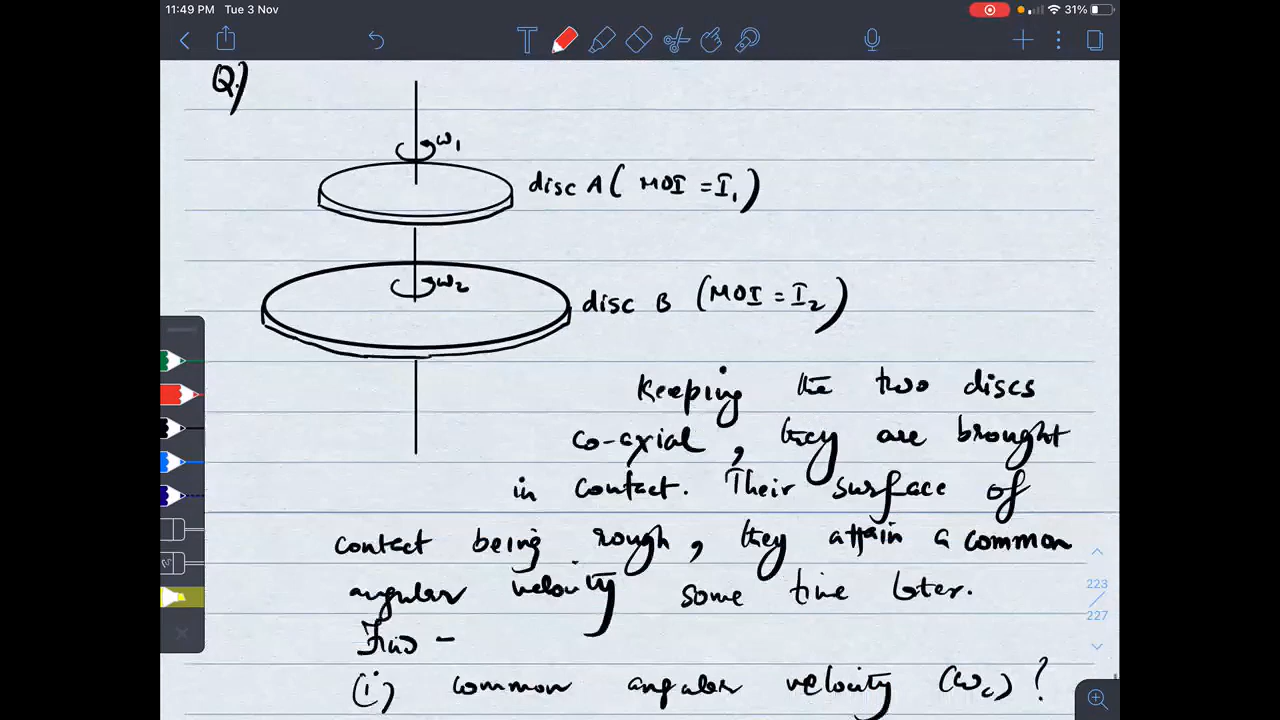 11:49 PM Tue 3 Nov
31%
Q.)
ω1
disc A ( MOI = I1 )
ω2
disc B (MOI = I2)
Keeping the two discs
co-axial, they are brought
in contact. Their surface of
contact being rough, they attain a common
angular velocity some time later.
223
/
227
Find -
(i) common angular velocity (ωc) ?